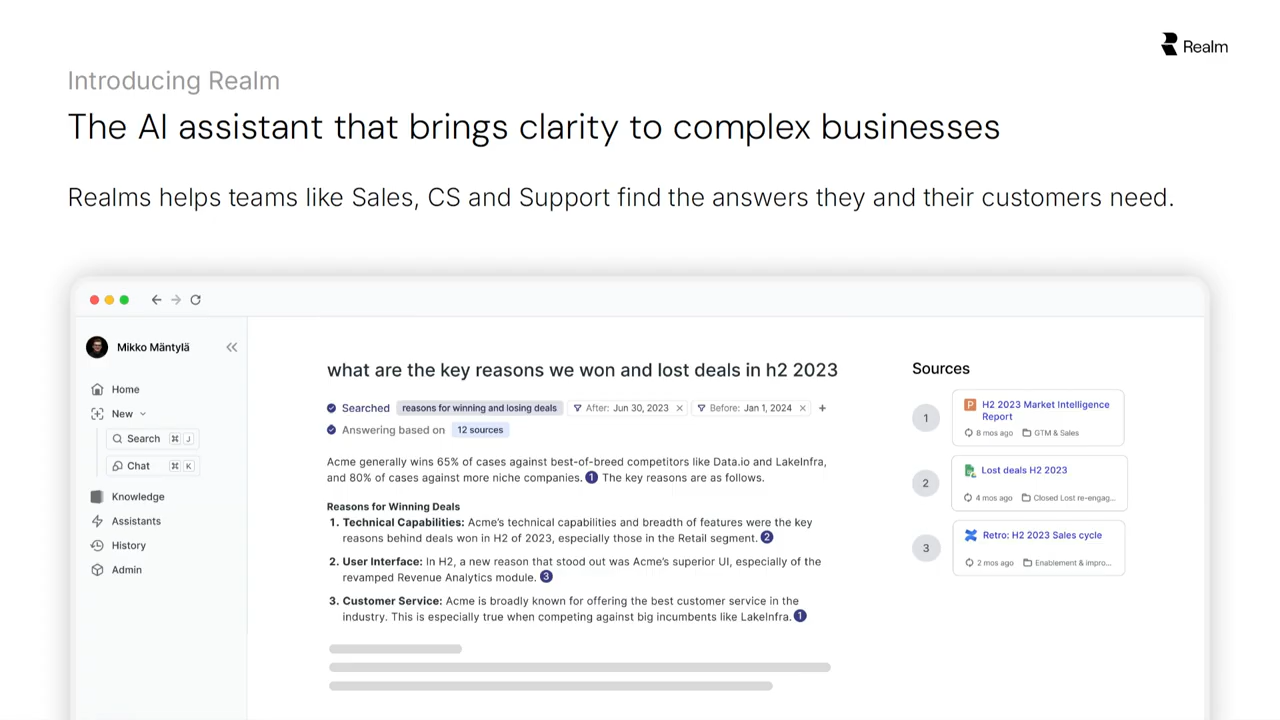 Realm
Introducing Realm
The AI assistant that brings clarity to complex businesses
Realms helps teams like Sales, CS and Support find the answers they and their customers need.
Mikko Mäntylä
Home
New
Search ⌘ J
Chat ⌘ K
Knowledge
Assistants
History
Admin
what are the key reasons we won and lost deals in h2 2023
Searched reasons for winning and losing deals After: Jun 30, 2023 × Before: Jan 1, 2024 × +
Answering based on 12 sources
Acme generally wins 65% of cases against best-of-breed competitors like Data.io and LakeInfra,
and 80% of cases against more niche companies. 1 The key reasons are as follows.
Reasons for Winning Deals
1. Technical Capabilities: Acme's technical capabilities and breadth of features were the key
reasons behind deals won in H2 of 2023, especially those in the Retail segment. 2
2. User Interface: In H2, a new reason that stood out was Acme's superior UI, especially of the
revamped Revenue Analytics module. 3
3. Customer Service: Acme is broadly known for offering the best customer service in the
industry. This is especially true when competing against big incumbents like LakeInfra. 1
Sources
1
P H2 2023 Market Intelligence
Report
8 mos ago GTM & Sales
2
Lost deals H2 2023
4 mos ago Closed Lost re-engag...
3
Retro: H2 2023 Sales cycle
2 mos ago Enablement & impro...